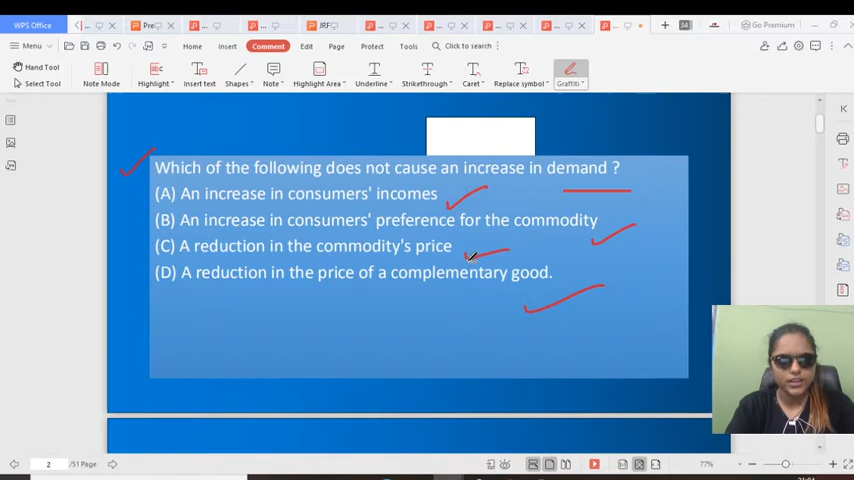 WPS Office
Pre
JRF
34
Go Premium
Menu
Home
Insert
Comment
Edit
Page
Protect
Tools
Click to search
Hand Tool
Select Tool
Note Mode
Highlight
Insert text
Shapes
Note
Highlight Area
Underline
Strikethrough
Caret
Replace symbol
Graffiti
Which of the following does not cause an increase in demand ?
(A) An increase in consumers' incomes
(B) An increase in consumers' preference for the commodity
(C) A reduction in the commodity's price
(D) A reduction in the price of a complementary good.
2 /51 Page
77%